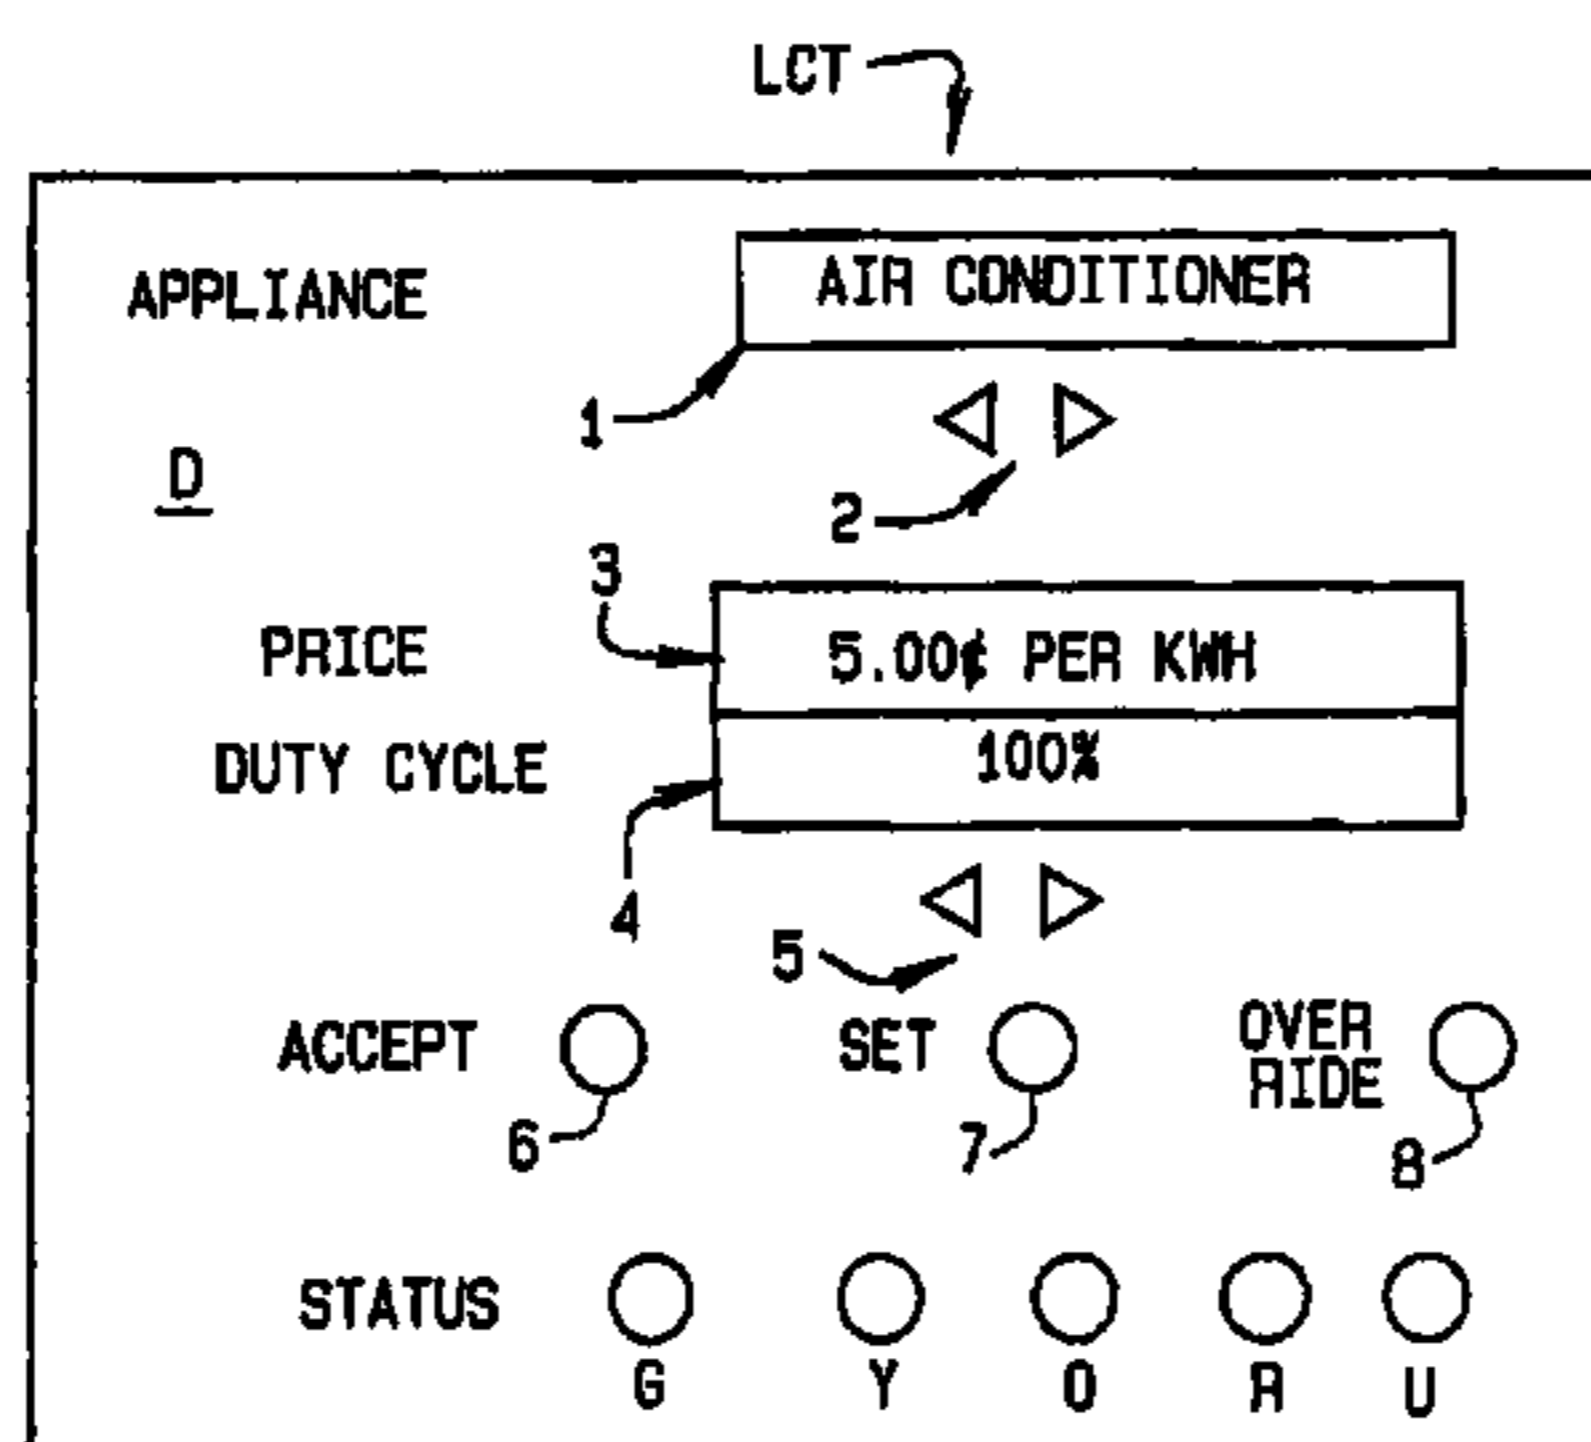 LCT
APPLIANCE AIR CONDITIONER
1
2
D
3
PRICE 5.00¢ PER KWH
DUTY CYCLE 100%
4
5
ACCEPT SET OVER
RIDE
6 7 8
STATUS
G Y O R U